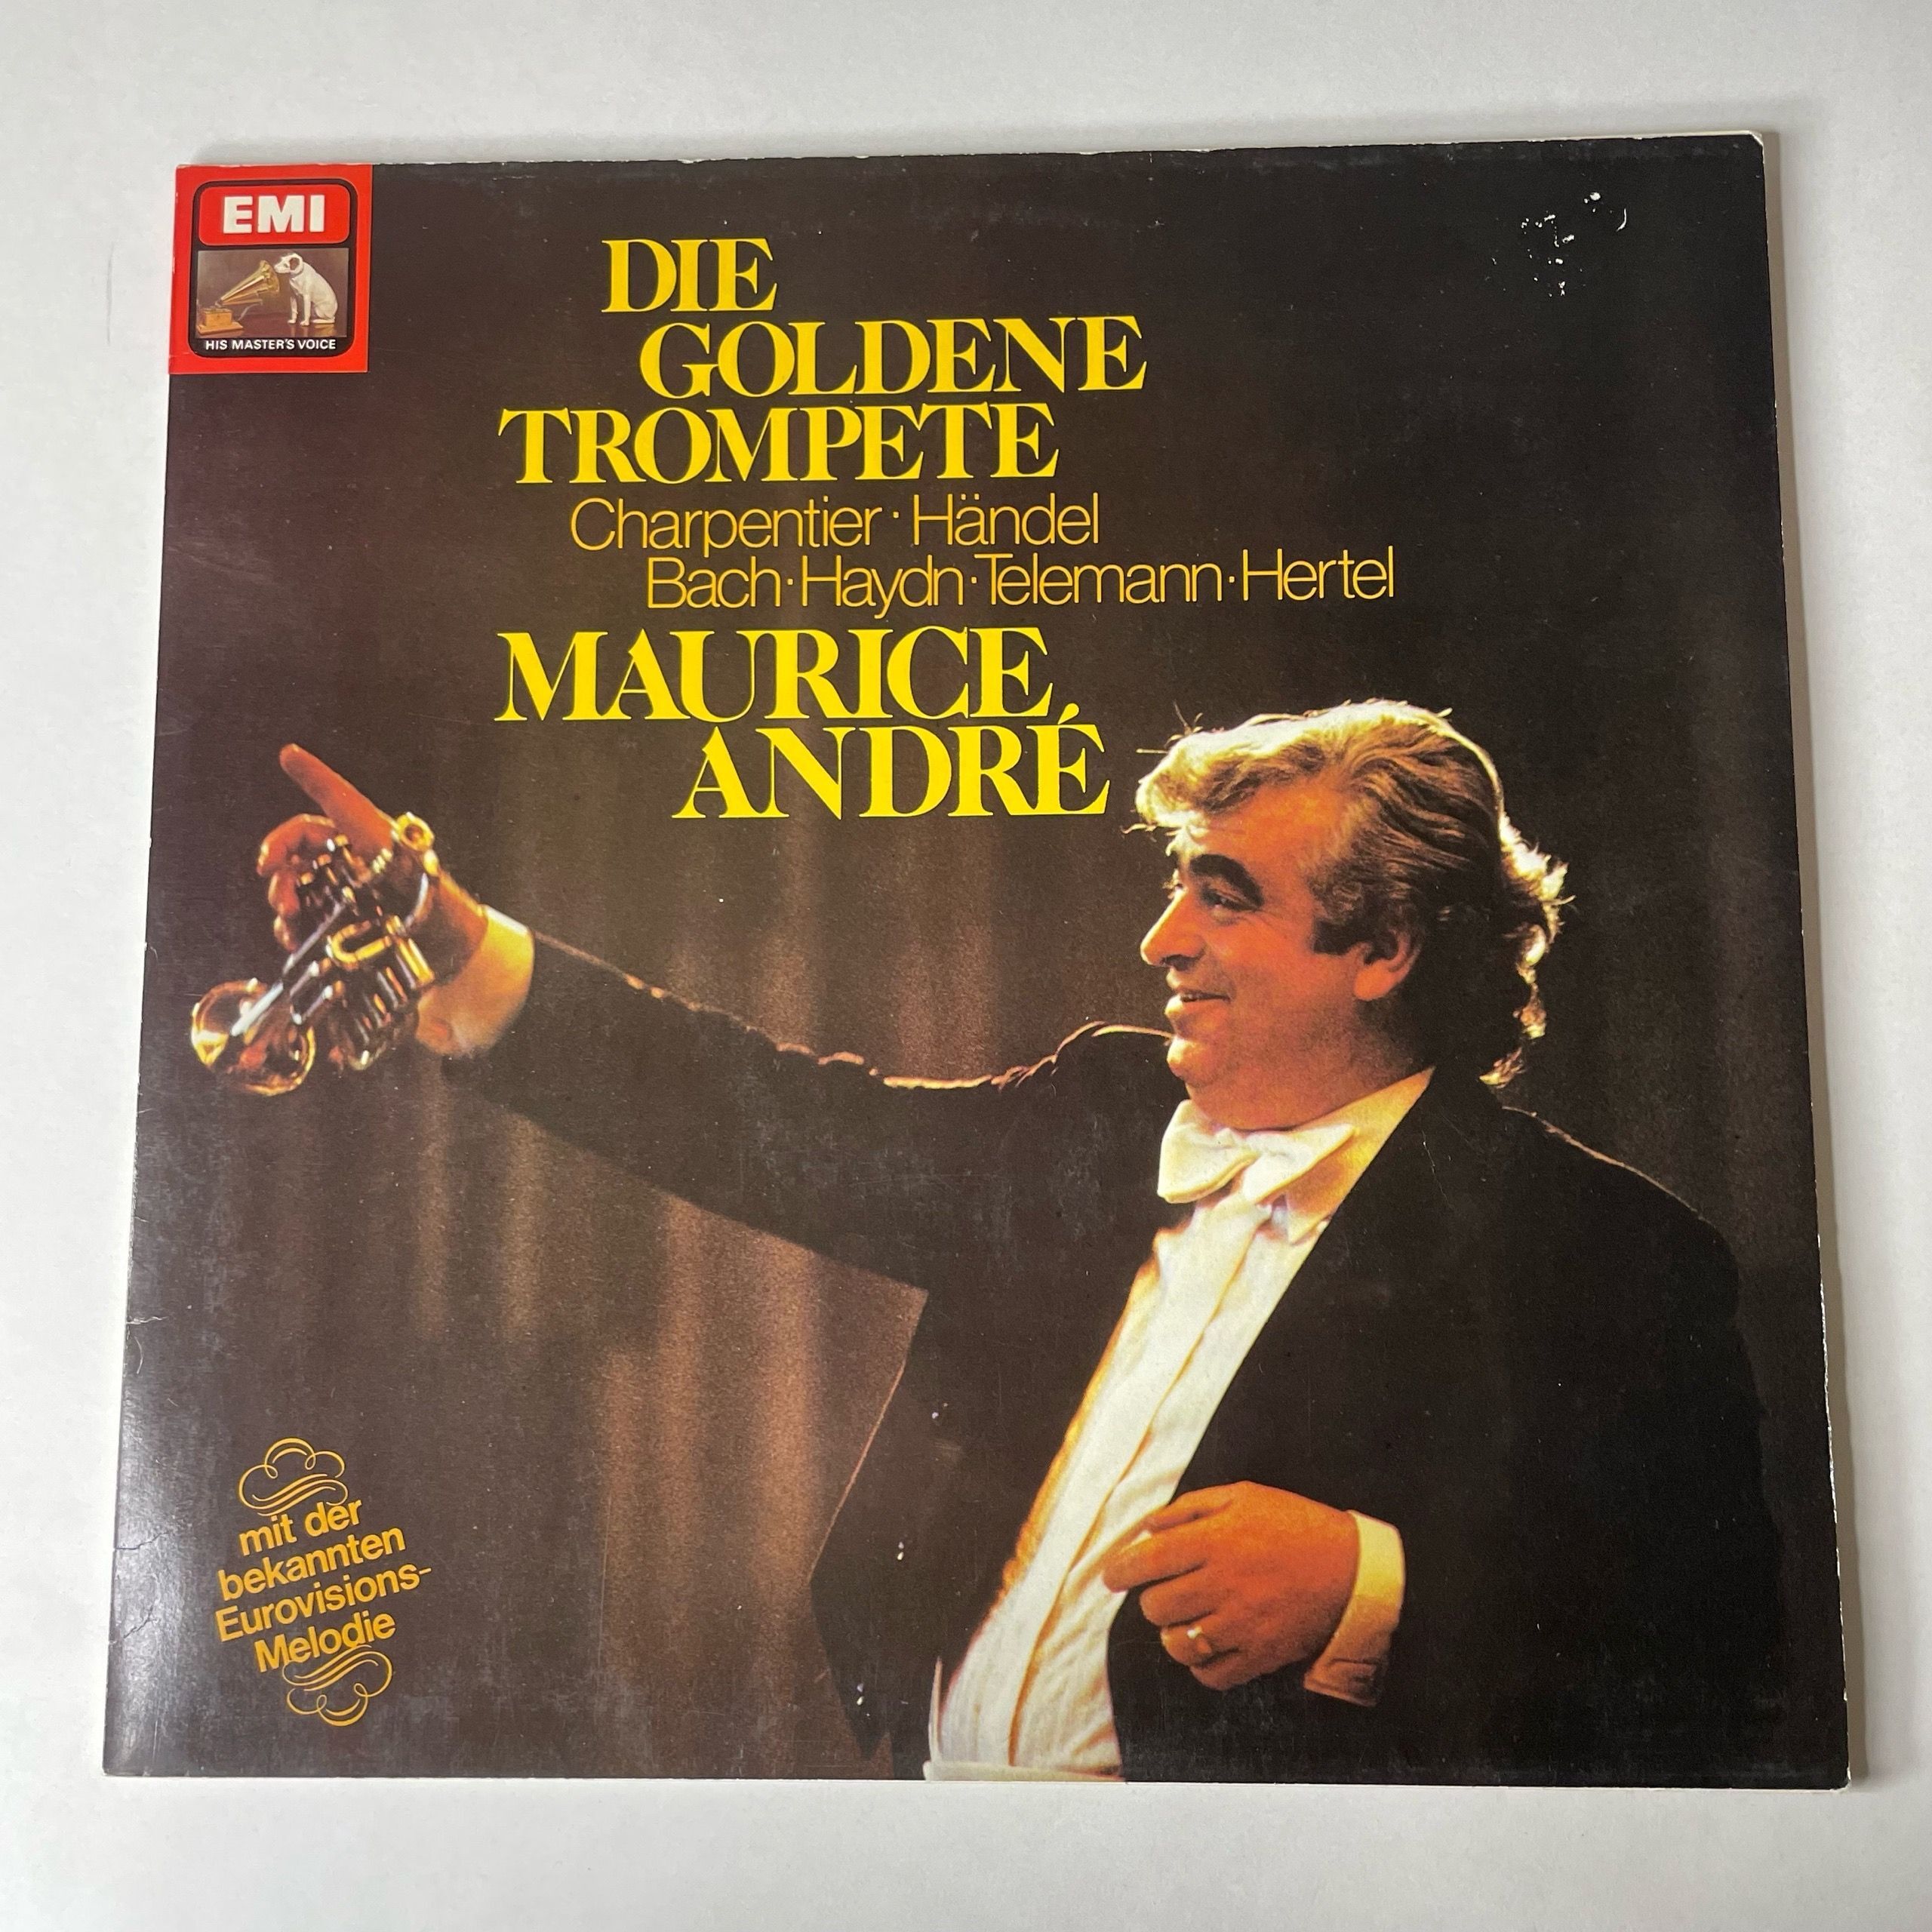 EMI
HIS MASTER'S VOICE
DIE
GOLDENE
TROMPETE
Charpentier · Händel
Bach · Haydn · Telemann · Hertel
MAURICE
ANDRÉ
mit der
bekannten
Eurovisions-
Melodie